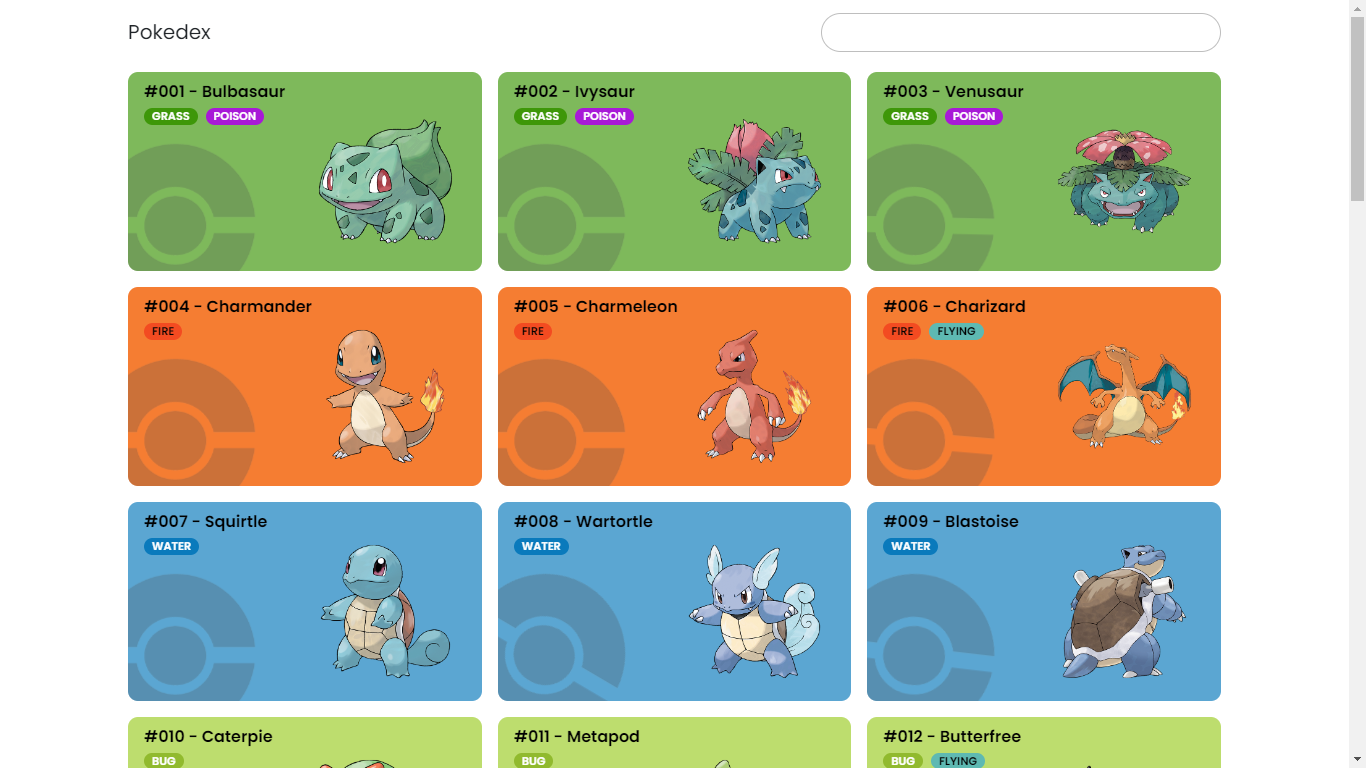 Pokedex
#001 - Bulbasaur
GRASS POISON
#002 - Ivysaur
GRASS POISON
#003 - Venusaur
GRASS POISON
#004 - Charmander
FIRE
#005 - Charmeleon
FIRE
#006 - Charizard
FIRE FLYING
#007 - Squirtle
WATER
#008 - Wartortle
WATER
#009 - Blastoise
WATER
#010 - Caterpie
BUG
#011 - Metapod
BUG
#012 - Butterfree
BUG FLYING